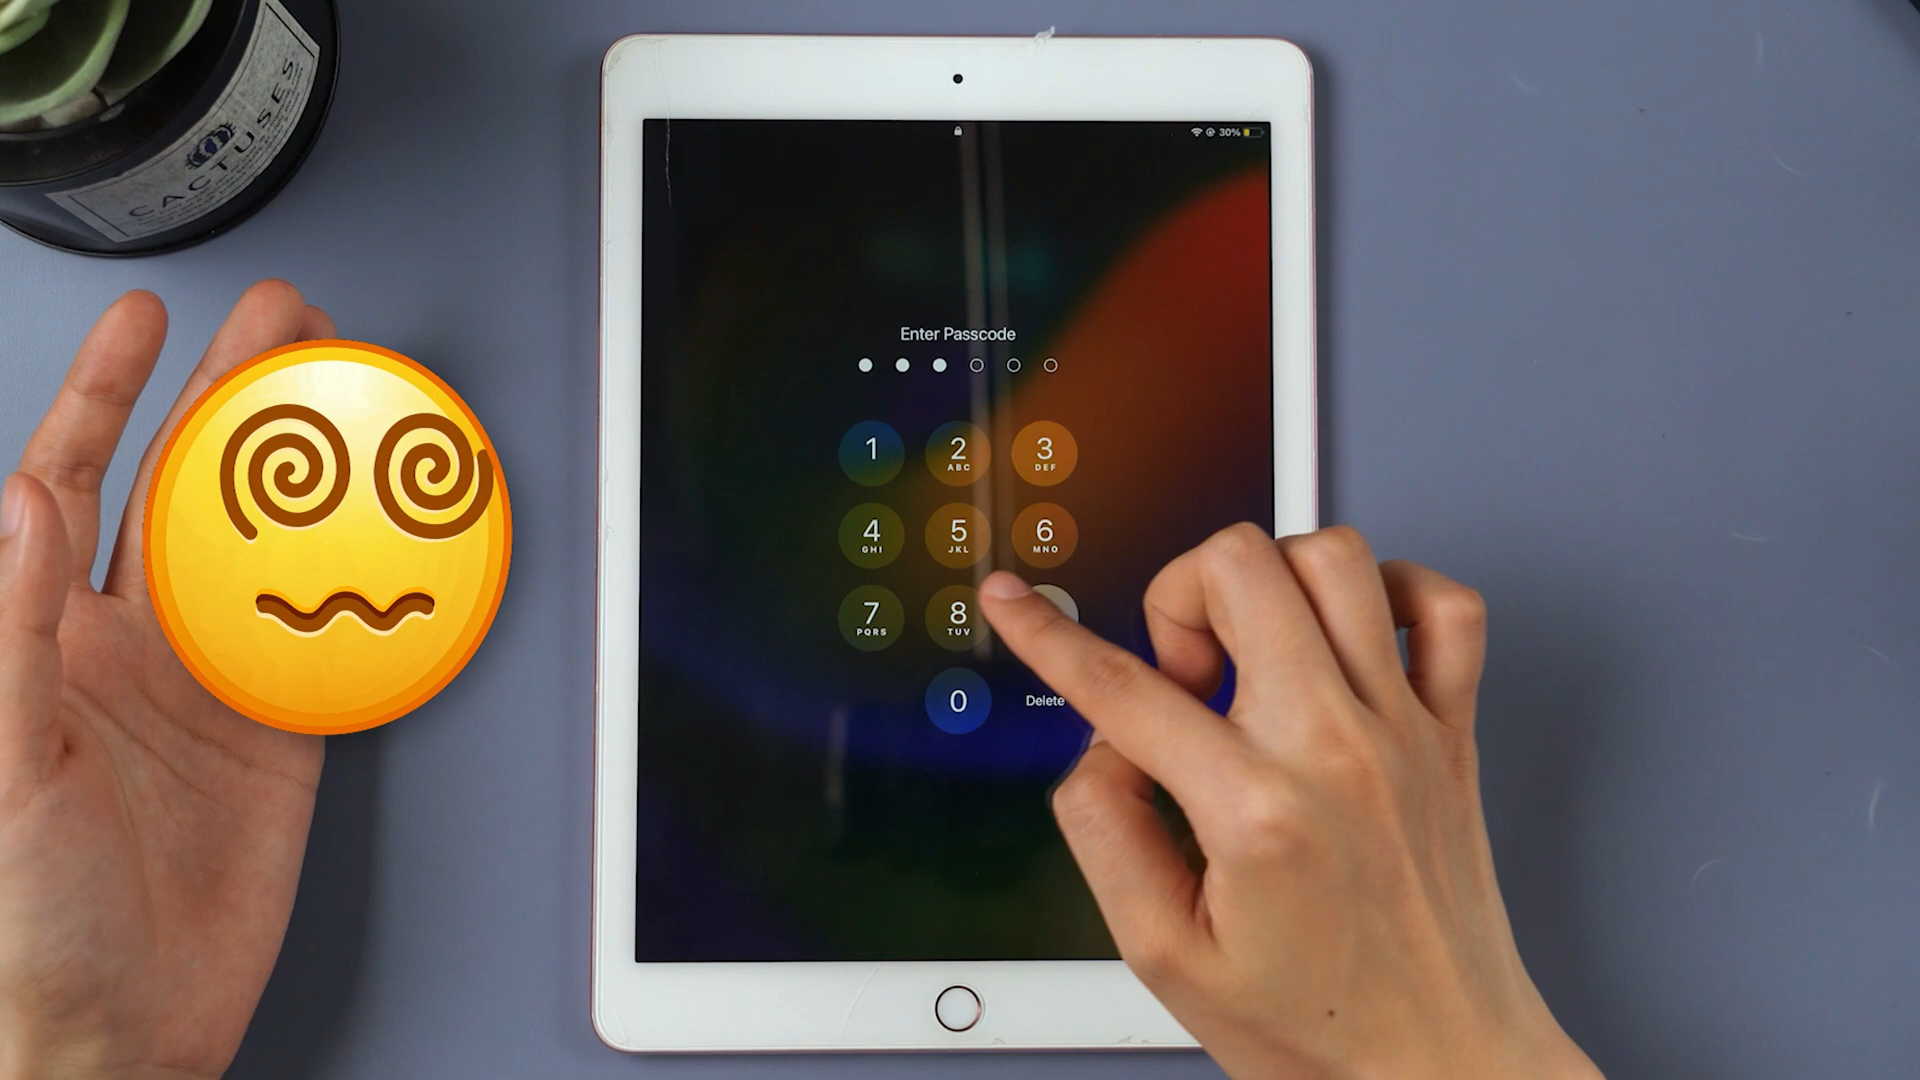 CACTUSES
30%
Enter Passcode
1
2
ABC
3
DEF
4
GHI
5
JKL
6
MNO
7
PQRS
8
TUV
0
Delete